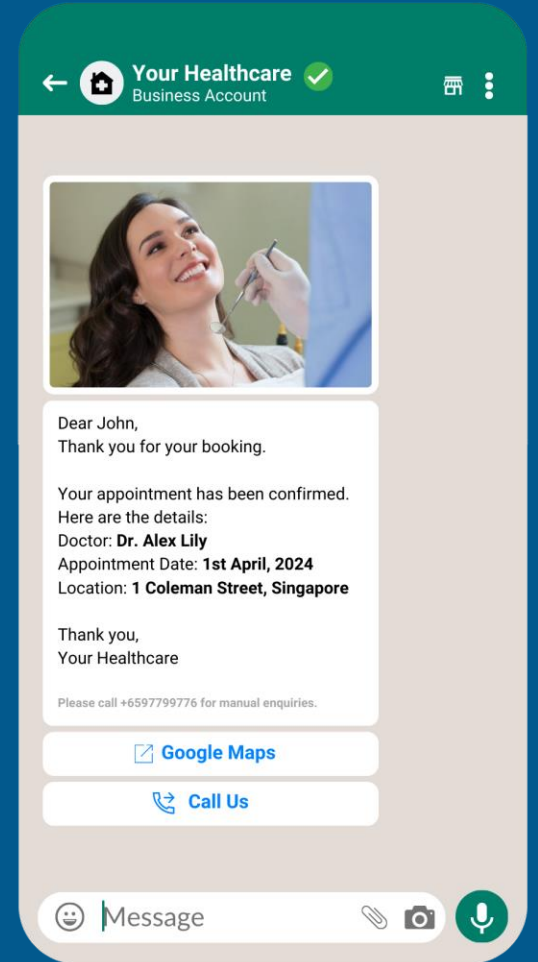 Your Healthcare
Business Account
Dear John,
Thank you for your booking.
Your appointment has been confirmed.
Here are the details:
Doctor: Dr. Alex Lily
Appointment Date: 1st April, 2024
Location: 1 Coleman Street, Singapore
Thank you,
Your Healthcare
Please call +6597799776 for manual enquiries.
Google Maps
Call Us
Message